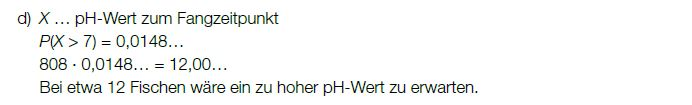 d) X … pH-Wert zum Fangzeitpunkt
P(X > 7) = 0,0148…
808 · 0,0148… = 12,00…
Bei etwa 12 Fischen wäre ein zu hoher pH-Wert zu erwarten.